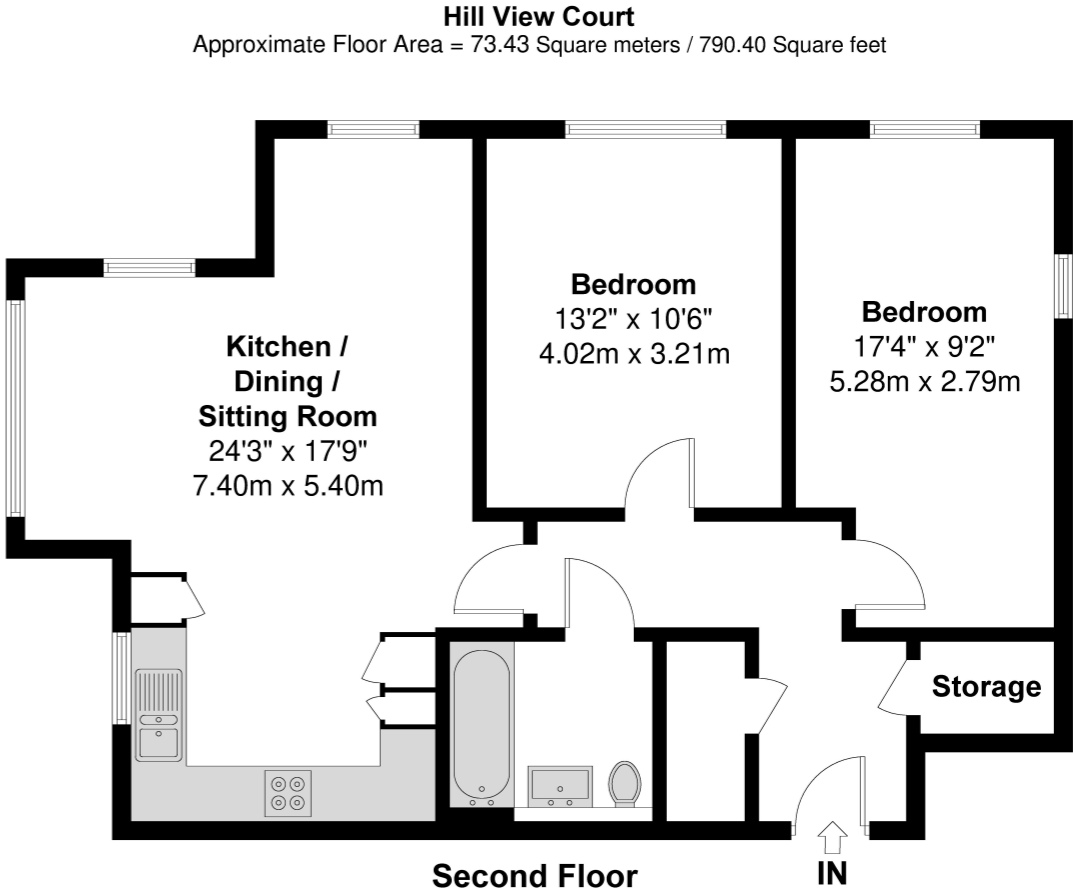 Hill View Court
Approximate Floor Area = 73.43 Square meters / 790.40 Square feet
Kitchen /
Dining /
Sitting Room
24'3" x 17'9"
7.40m x 5.40m
Bedroom
13'2" x 10'6"
4.02m x 3.21m
Bedroom
17'4" x 9'2"
5.28m x 2.79m
Storage
IN
Second Floor